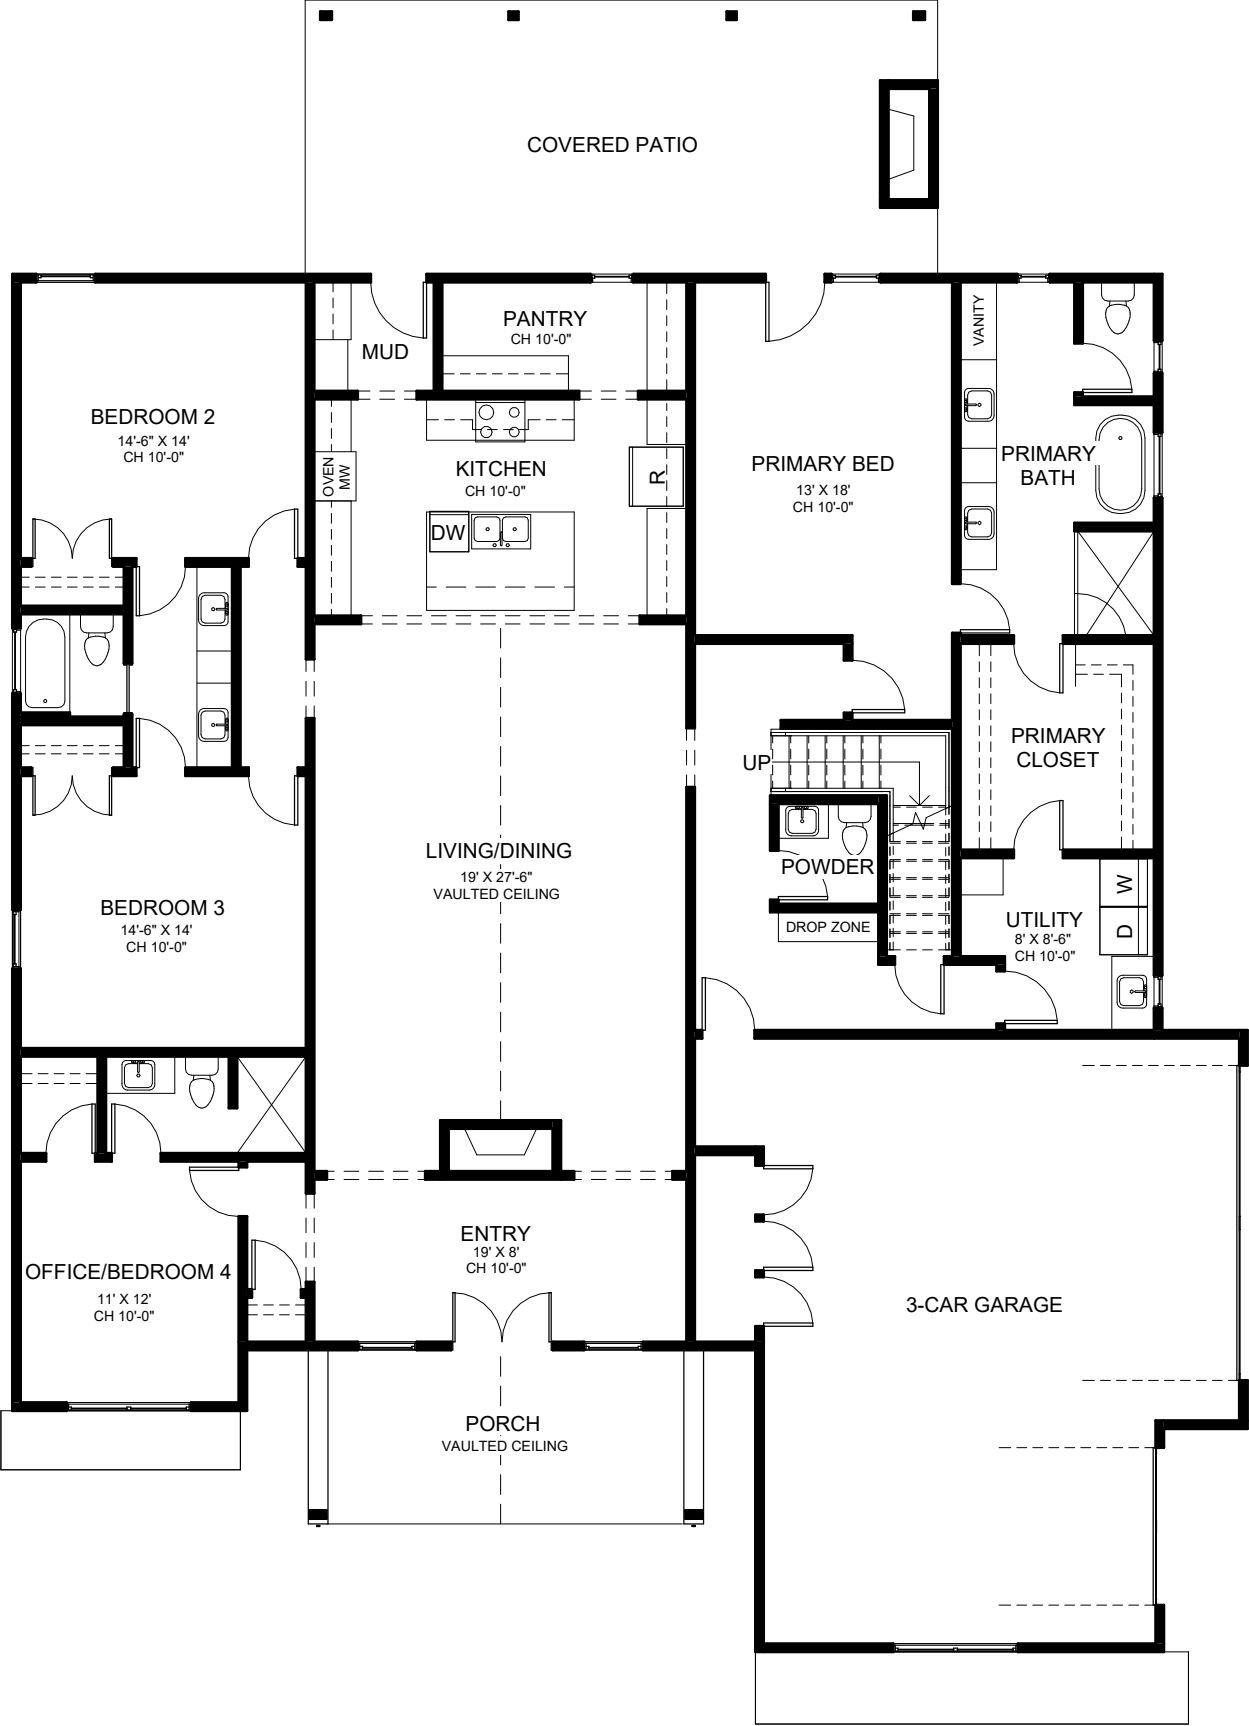 COVERED PATIO
PANTRY
CH 10'-0"
MUD
VANITY
BEDROOM 2
14'-6" X 14'
CH 10'-0"
OVEN
MW
KITCHEN
CH 10'-0"
R
DW
PRIMARY BED
13' X 18'
CH 10'-0"
PRIMARY
BATH
PRIMARY
CLOSET
UP
LIVING/DINING
19' X 27'-6"
VAULTED CEILING
POWDER
DROP ZONE
W
D
UTILITY
8' X 8'-6"
CH 10'-0"
BEDROOM 3
14'-6" X 14'
CH 10'-0"
ENTRY
19' X 8'
CH 10'-0"
OFFICE/BEDROOM 4
11' X 12'
CH 10'-0"
3-CAR GARAGE
PORCH
VAULTED CEILING